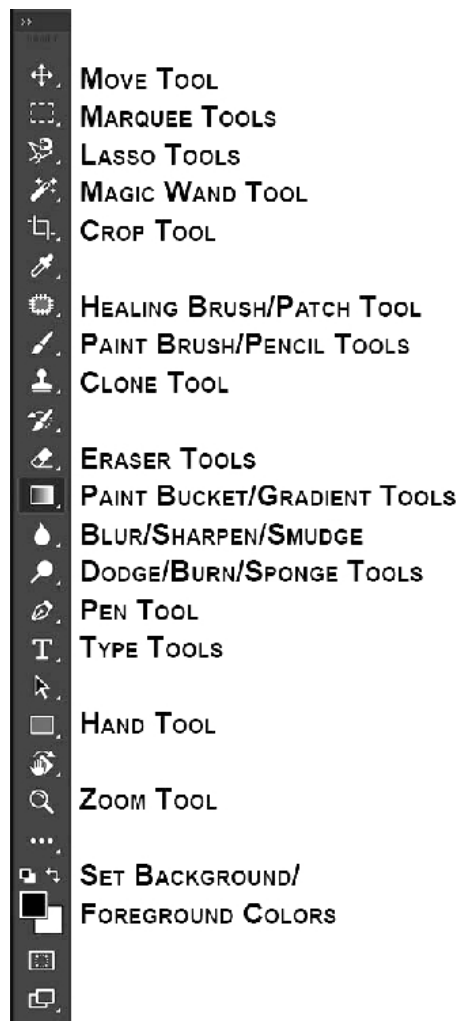 Move Tool
Marquee Tools
Lasso Tools
Magic Wand Tool
Crop Tool
Healing Brush/Patch Tool
Paint Brush/Pencil Tools
Clone Tool
Eraser Tools
Paint Bucket/Gradient Tools
Blur/Sharpen/Smudge
Dodge/Burn/Sponge Tools
Pen Tool
Type Tools
Hand Tool
Zoom Tool
Set Background/
Foreground Colors